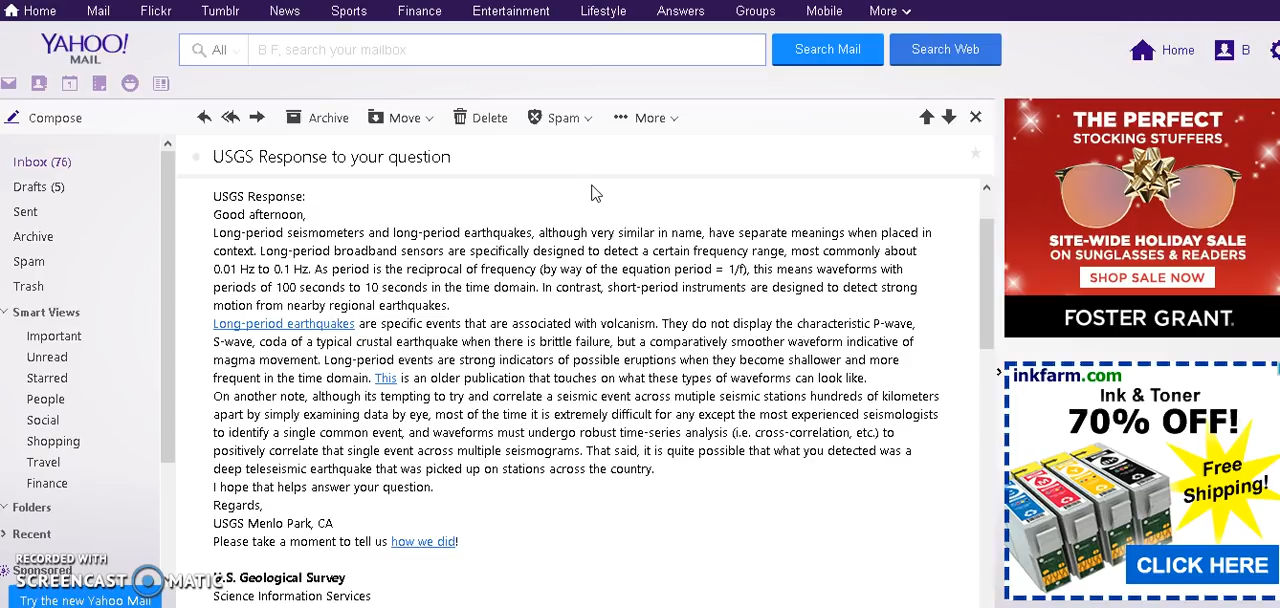 Home Mail Flickr Tumblr News Sports Finance Entertainment Lifestyle Answers Groups Mobile More
YAHOO!
MAIL
All
B F, search your mailbox
Search Mail
Search Web
Home
B
1
Compose
Archive Move Delete Spam More
Inbox (76)
Drafts (5)
Sent
Archive
Spam
Trash
Smart Views
Important
Unread
Starred
People
Social
Shopping
Travel
Finance
Folders
Recent
Sponsored
Try the new Yahoo Mail
RECORDED WITH
SCREENCAST MATIC
USGS Response to your question
USGS Response:
Good afternoon,
Long-period seismometers and long-period earthquakes, although very similar in name, have separate meanings when placed in
context. Long-period broadband sensors are specifically designed to detect a certain frequency range, most commonly about
0.01 Hz to 0.1 Hz. As period is the reciprocal of frequency (by way of the equation period = 1/f), this means waveforms with
periods of 100 seconds to 10 seconds in the time domain. In contrast, short-period instruments are designed to detect strong
motion from nearby regional earthquakes.
Long-period earthquakes are specific events that are associated with volcanism. They do not display the characteristic P-wave,
S-wave, coda of a typical crustal earthquake when there is brittle failure, but a comparatively smoother waveform indicative of
magma movement. Long-period events are strong indicators of possible eruptions when they become shallower and more
frequent in the time domain. This is an older publication that touches on what these types of waveforms can look like.
On another note, although its tempting to try and correlate a seismic event across mutiple seismic stations hundreds of kilometers
apart by simply examining data by eye, most of the time it is extremely difficult for any except the most experienced seismologists
to identify a single common event, and waveforms must undergo robust time-series analysis (i.e. cross-correlation, etc.) to
positively correlate that single event across multiple seismograms. That said, it is quite possible that what you detected was a
deep teleseismic earthquake that was picked up on stations across the country.
I hope that helps answer your question.
Regards,
USGS Menlo Park, CA
Please take a moment to tell us how we did!
U.S. Geological Survey
Science Information Services
THE PERFECT
STOCKING STUFFERS
SITE-WIDE HOLIDAY SALE
ON SUNGLASSES & READERS
SHOP SALE NOW
FOSTER GRANT.
inkfarm.com
Ink & Toner
70% OFF!
Free
Shipping!
CLICK HERE